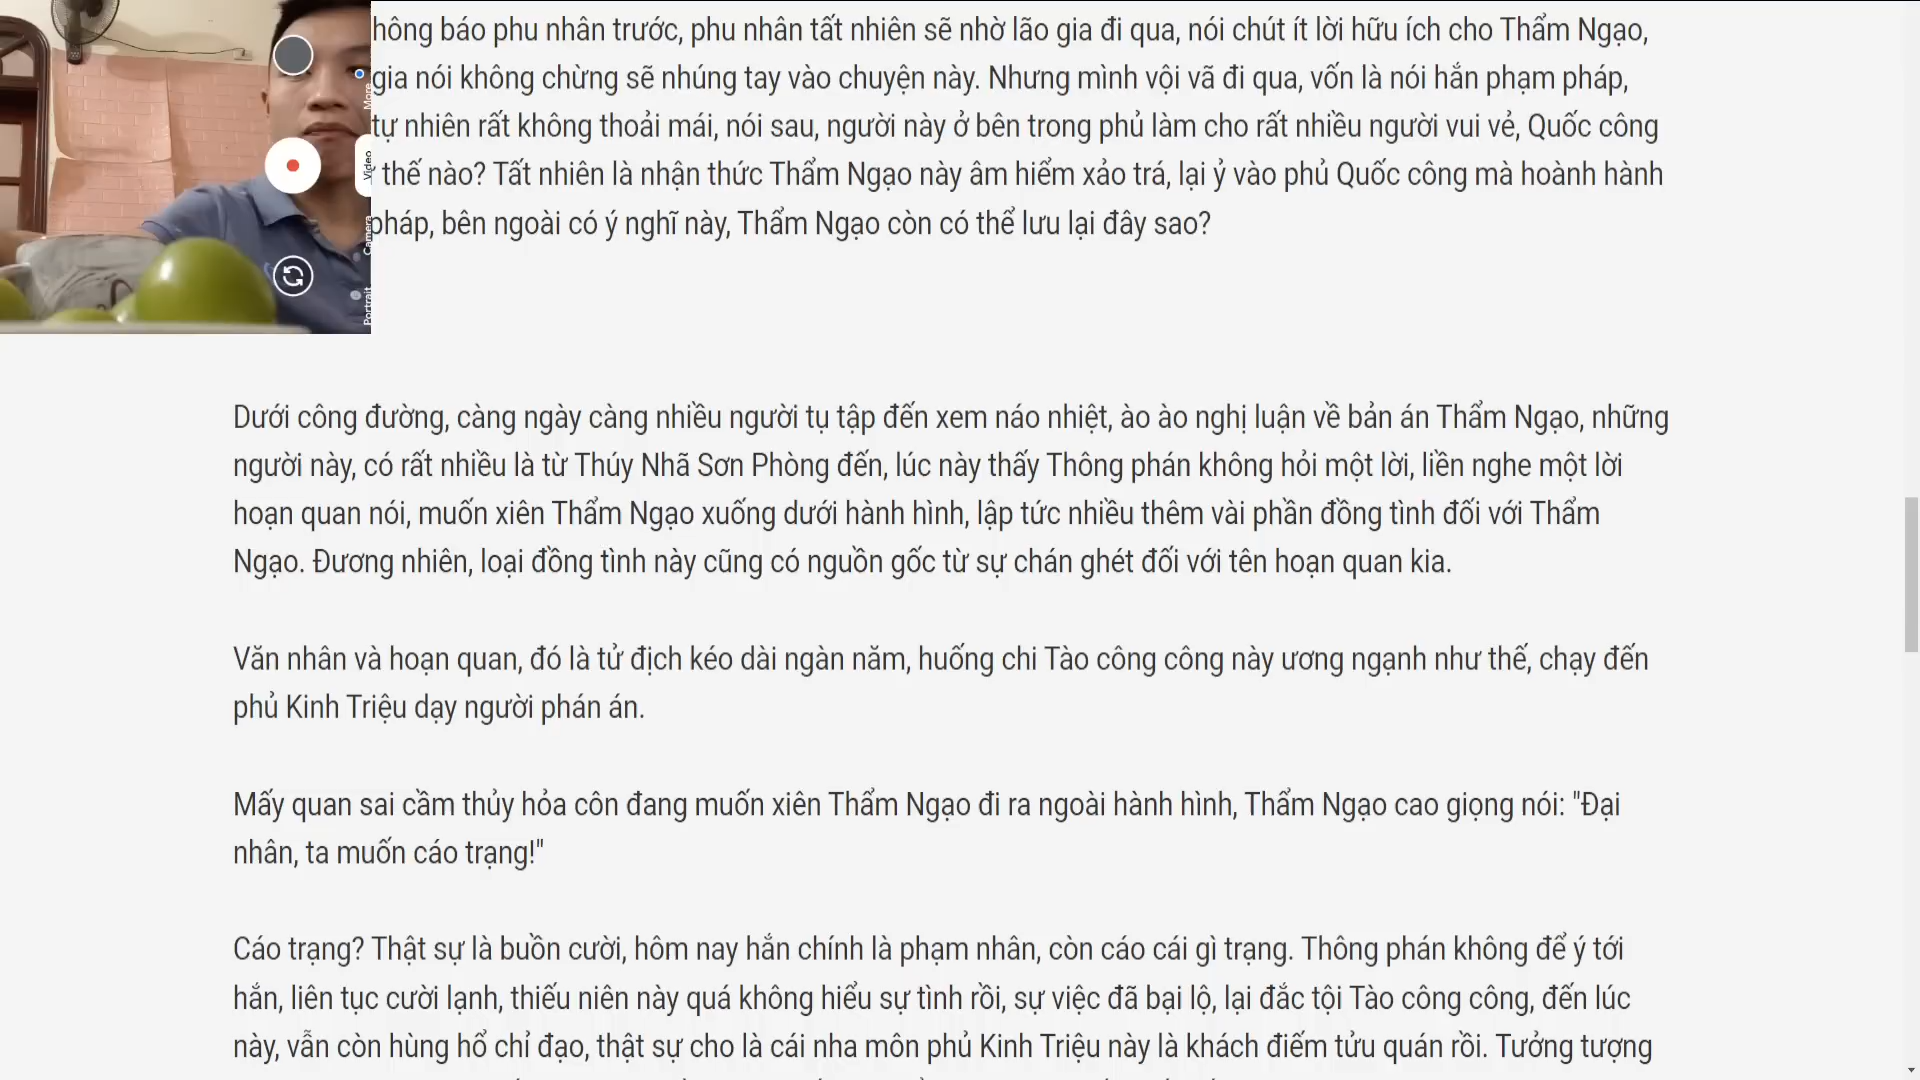 hông báo phu nhân trước, phu nhân tất nhiên sẽ nhờ lão gia đi qua, nói chút ít lời hữu ích cho Thẩm Ngạo,
gia nói không chừng sẽ nhúng tay vào chuyện này. Nhưng mình vội vã đi qua, vốn là nói hắn phạm pháp,
tự nhiên rất không thoải mái, nói sau, người này ở bên trong phủ làm cho rất nhiều người vui vẻ, Quốc công
thế nào? Tất nhiên là nhận thức Thẩm Ngạo này âm hiểm xảo trá, lại ỷ vào phủ Quốc công mà hoành hành
pháp, bên ngoài có ý nghĩ này, Thẩm Ngạo còn có thể lưu lại đây sao?
More
Video
Camera
Portrait
Dưới công đường, càng ngày càng nhiều người tụ tập đến xem náo nhiệt, ào ào nghị luận về bản án Thẩm Ngạo, những
người này, có rất nhiều là từ Thúy Nhã Sơn Phòng đến, lúc này thấy Thông phán không hỏi một lời, liền nghe một lời
hoạn quan nói, muốn xiên Thẩm Ngạo xuống dưới hành hình, lập tức nhiều thêm vài phần đồng tình đối với Thẩm
Ngạo. Đương nhiên, loại đồng tình này cũng có nguồn gốc từ sự chán ghét đối với tên hoạn quan kia.
Văn nhân và hoạn quan, đó là tử địch kéo dài ngàn năm, huống chi Tào công công này ương ngạnh như thế, chạy đến
phủ Kinh Triệu dạy người phán án.
Mấy quan sai cầm thủy hỏa côn đang muốn xiên Thẩm Ngạo đi ra ngoài hành hình, Thẩm Ngạo cao giọng nói: "Đại
nhân, ta muốn cáo trạng!"
Cáo trạng? Thật sự là buồn cười, hôm nay hắn chính là phạm nhân, còn cáo cái gì trạng. Thông phán không để ý tới
hắn, liên tục cười lạnh, thiếu niên này quá không hiểu sự tình rồi, sự việc đã bại lộ, lại đắc tội Tào công công, đến lúc
này, vẫn còn hùng hổ chỉ đạo, thật sự cho là cái nha môn phủ Kinh Triệu này là khách điếm tửu quán rồi. Tưởng tượng